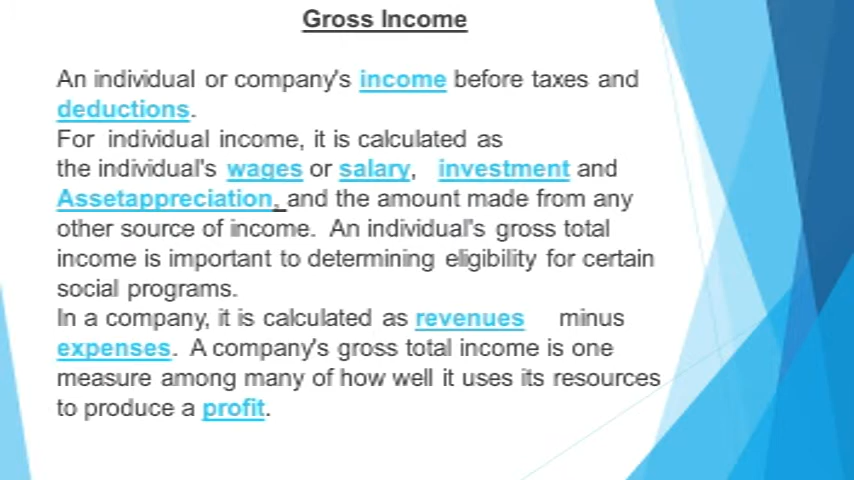 Gross Income
An individual or company's income before taxes and
deductions.
For individual income, it is calculated as
the individual's wages or salary, investment and
Assetappreciation, and the amount made from any
other source of income. An individual's gross total
income is important to determining eligibility for certain
social programs.
In a company, it is calculated as revenues minus
expenses. A company's gross total income is one
measure among many of how well it uses its resources
to produce a profit.